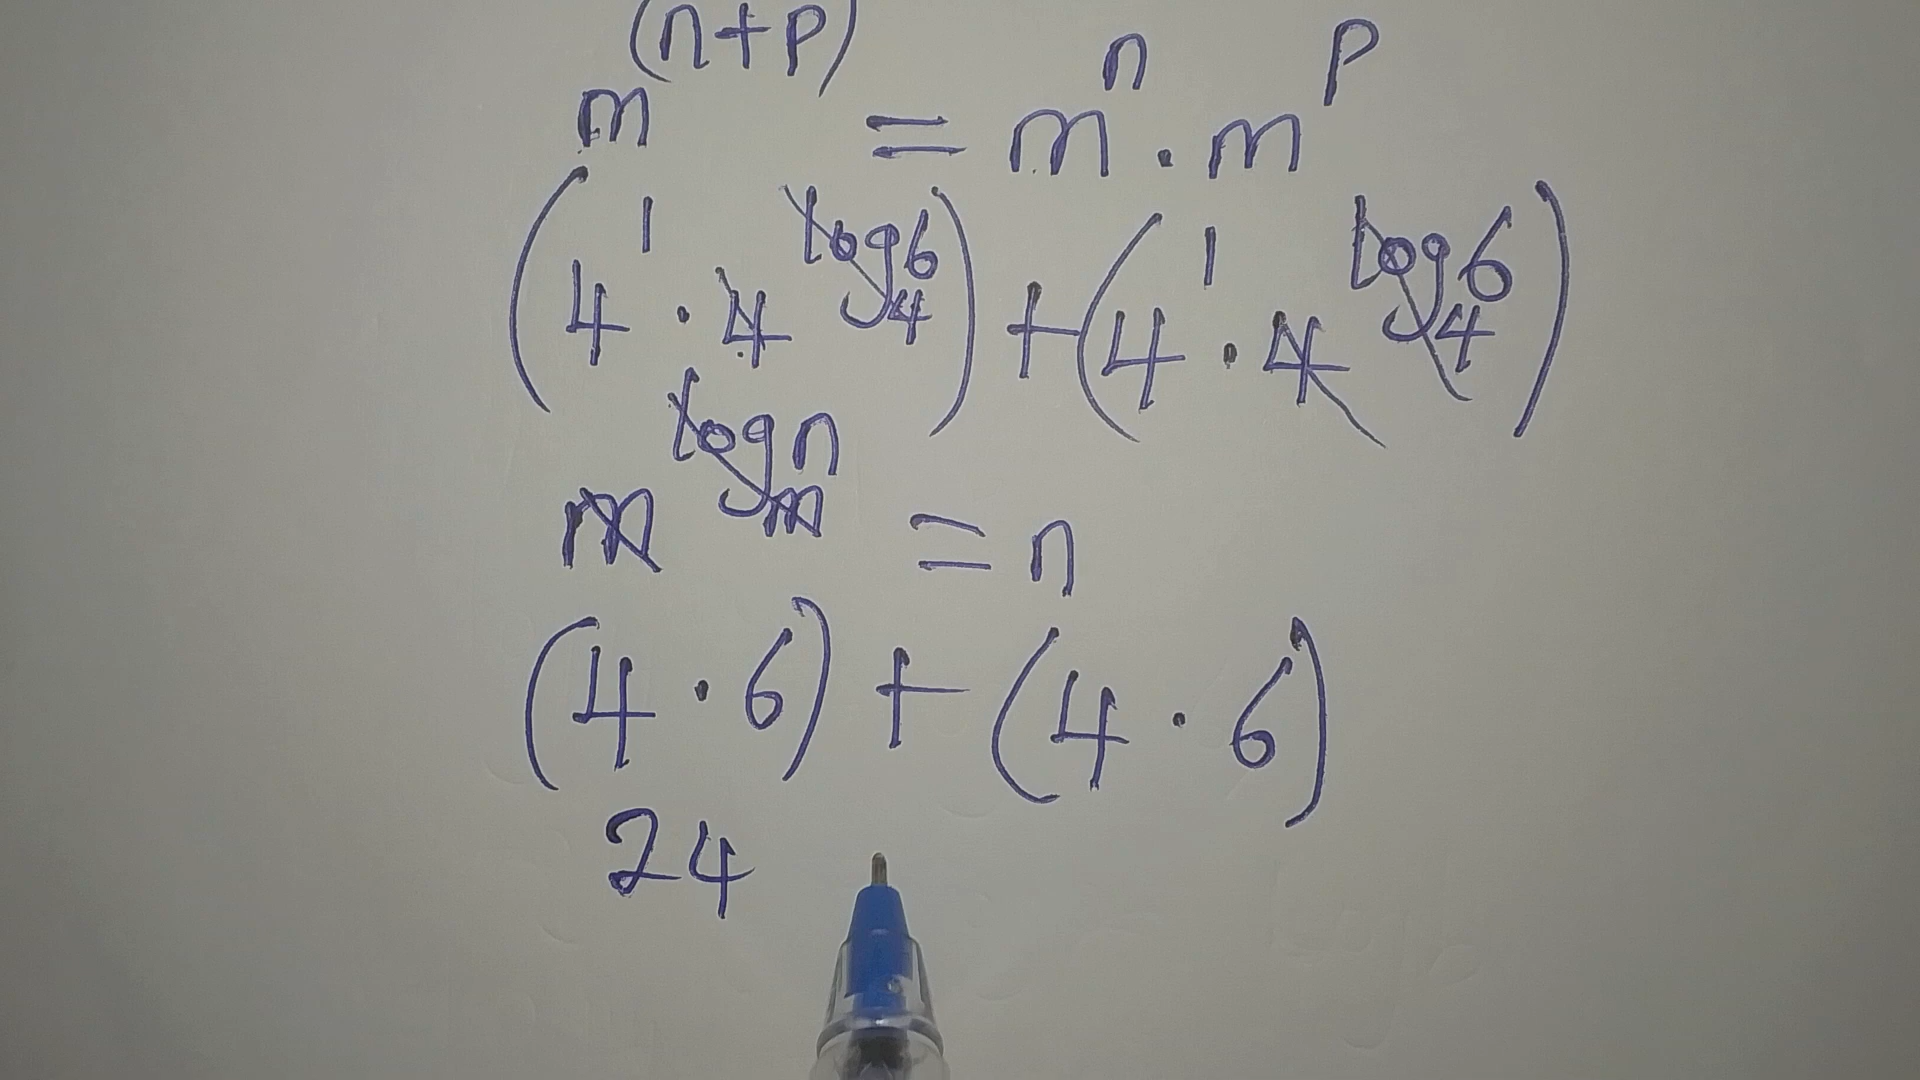 m^(n+p) = m^n . m^p
(4^1 · 4^log_4 6) + (4^1 · 4^log_4 6)
m^log_m n = n
(4 · 6) + (4 · 6)
24